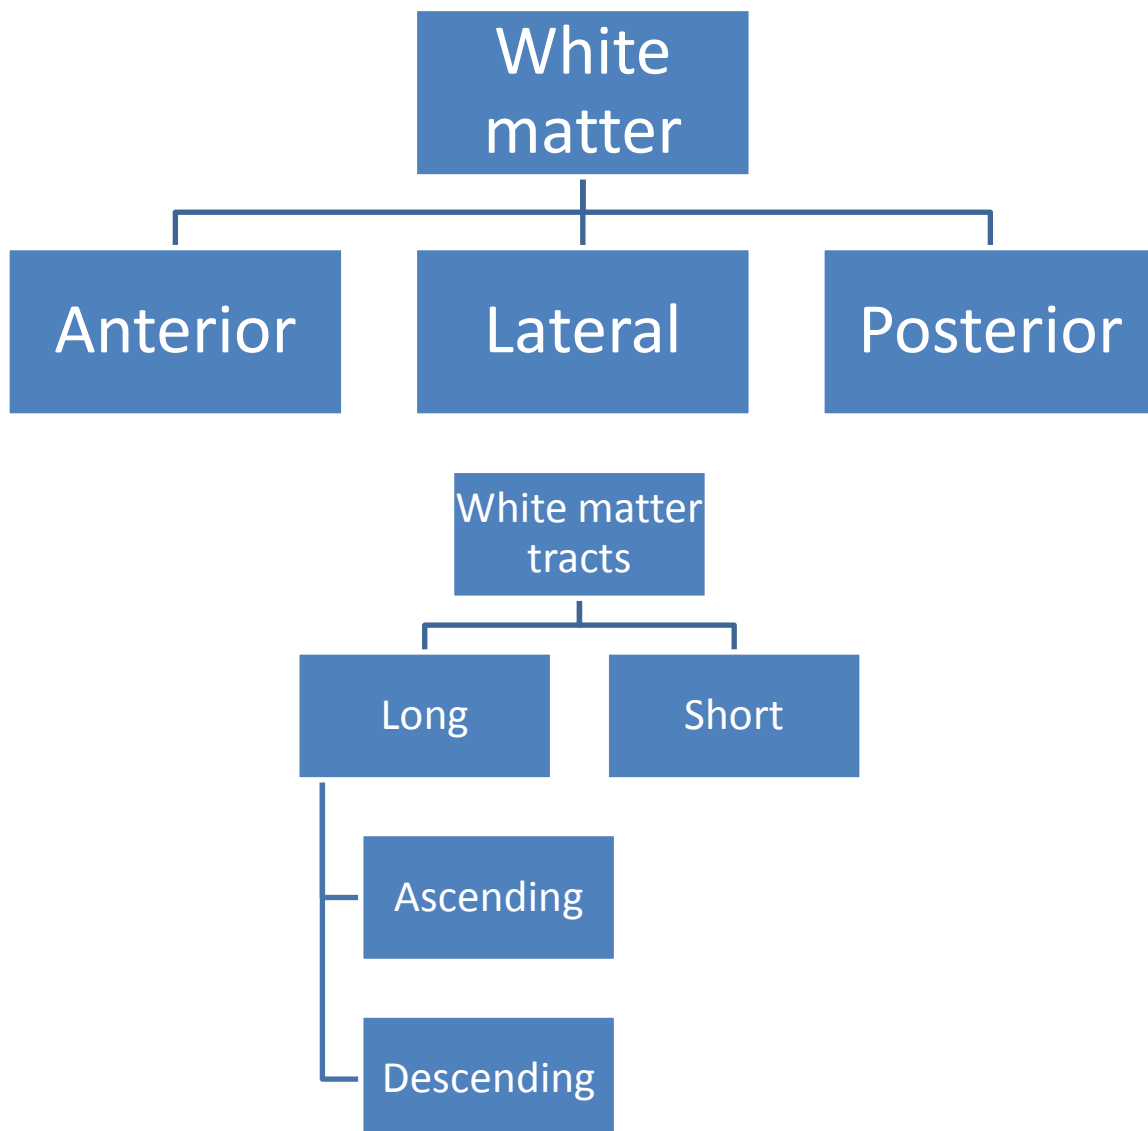 White
matter
Anterior
Lateral
Posterior
White matter
tracts
Long
Short
Ascending
Descending